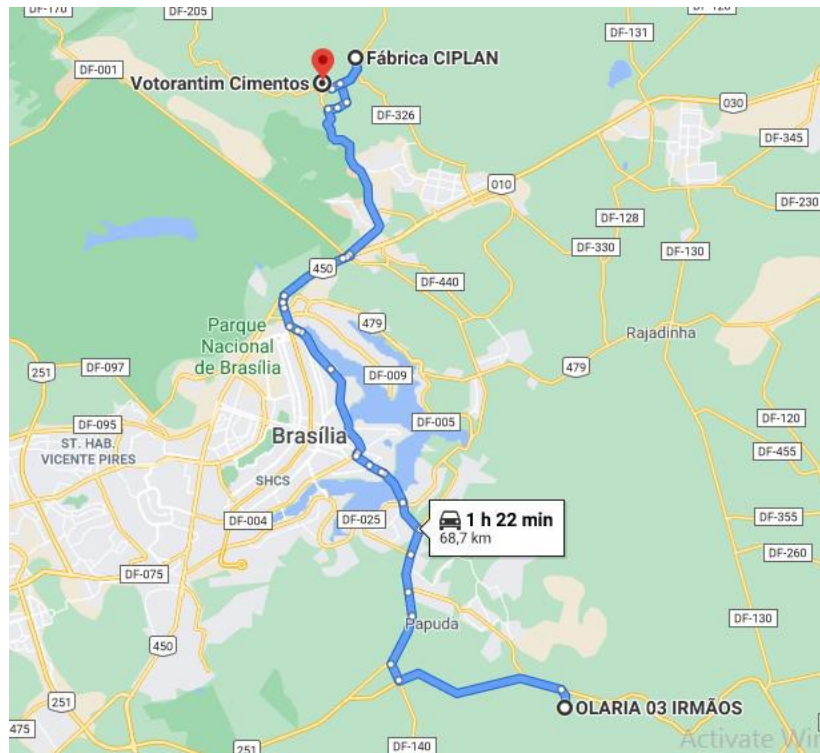 DF-170
DF-205
DF-001
Fábrica CIPLAN
Votorantim Cimentos
DF-131
DF-128
030
DF-326
DF-345
010
DF-230
DF-128
DF-330
DF-130
450
DF-440
Parque
Nacional
de Brasília
479
Rajadinha
251
DF-097
479
DF-009
DF-095
DF-005
DF-120
ST. HAB.
VICENTE PIRES
Brasília
DF-455
SHCS
DF-004
DF-025
1 h 22 min
68,7 km
DF-355
DF-260
DF-075
DF-130
Papuda
450
251
475
OLARIA 03 IRMÃOS
251
DF-140
Activate Wi